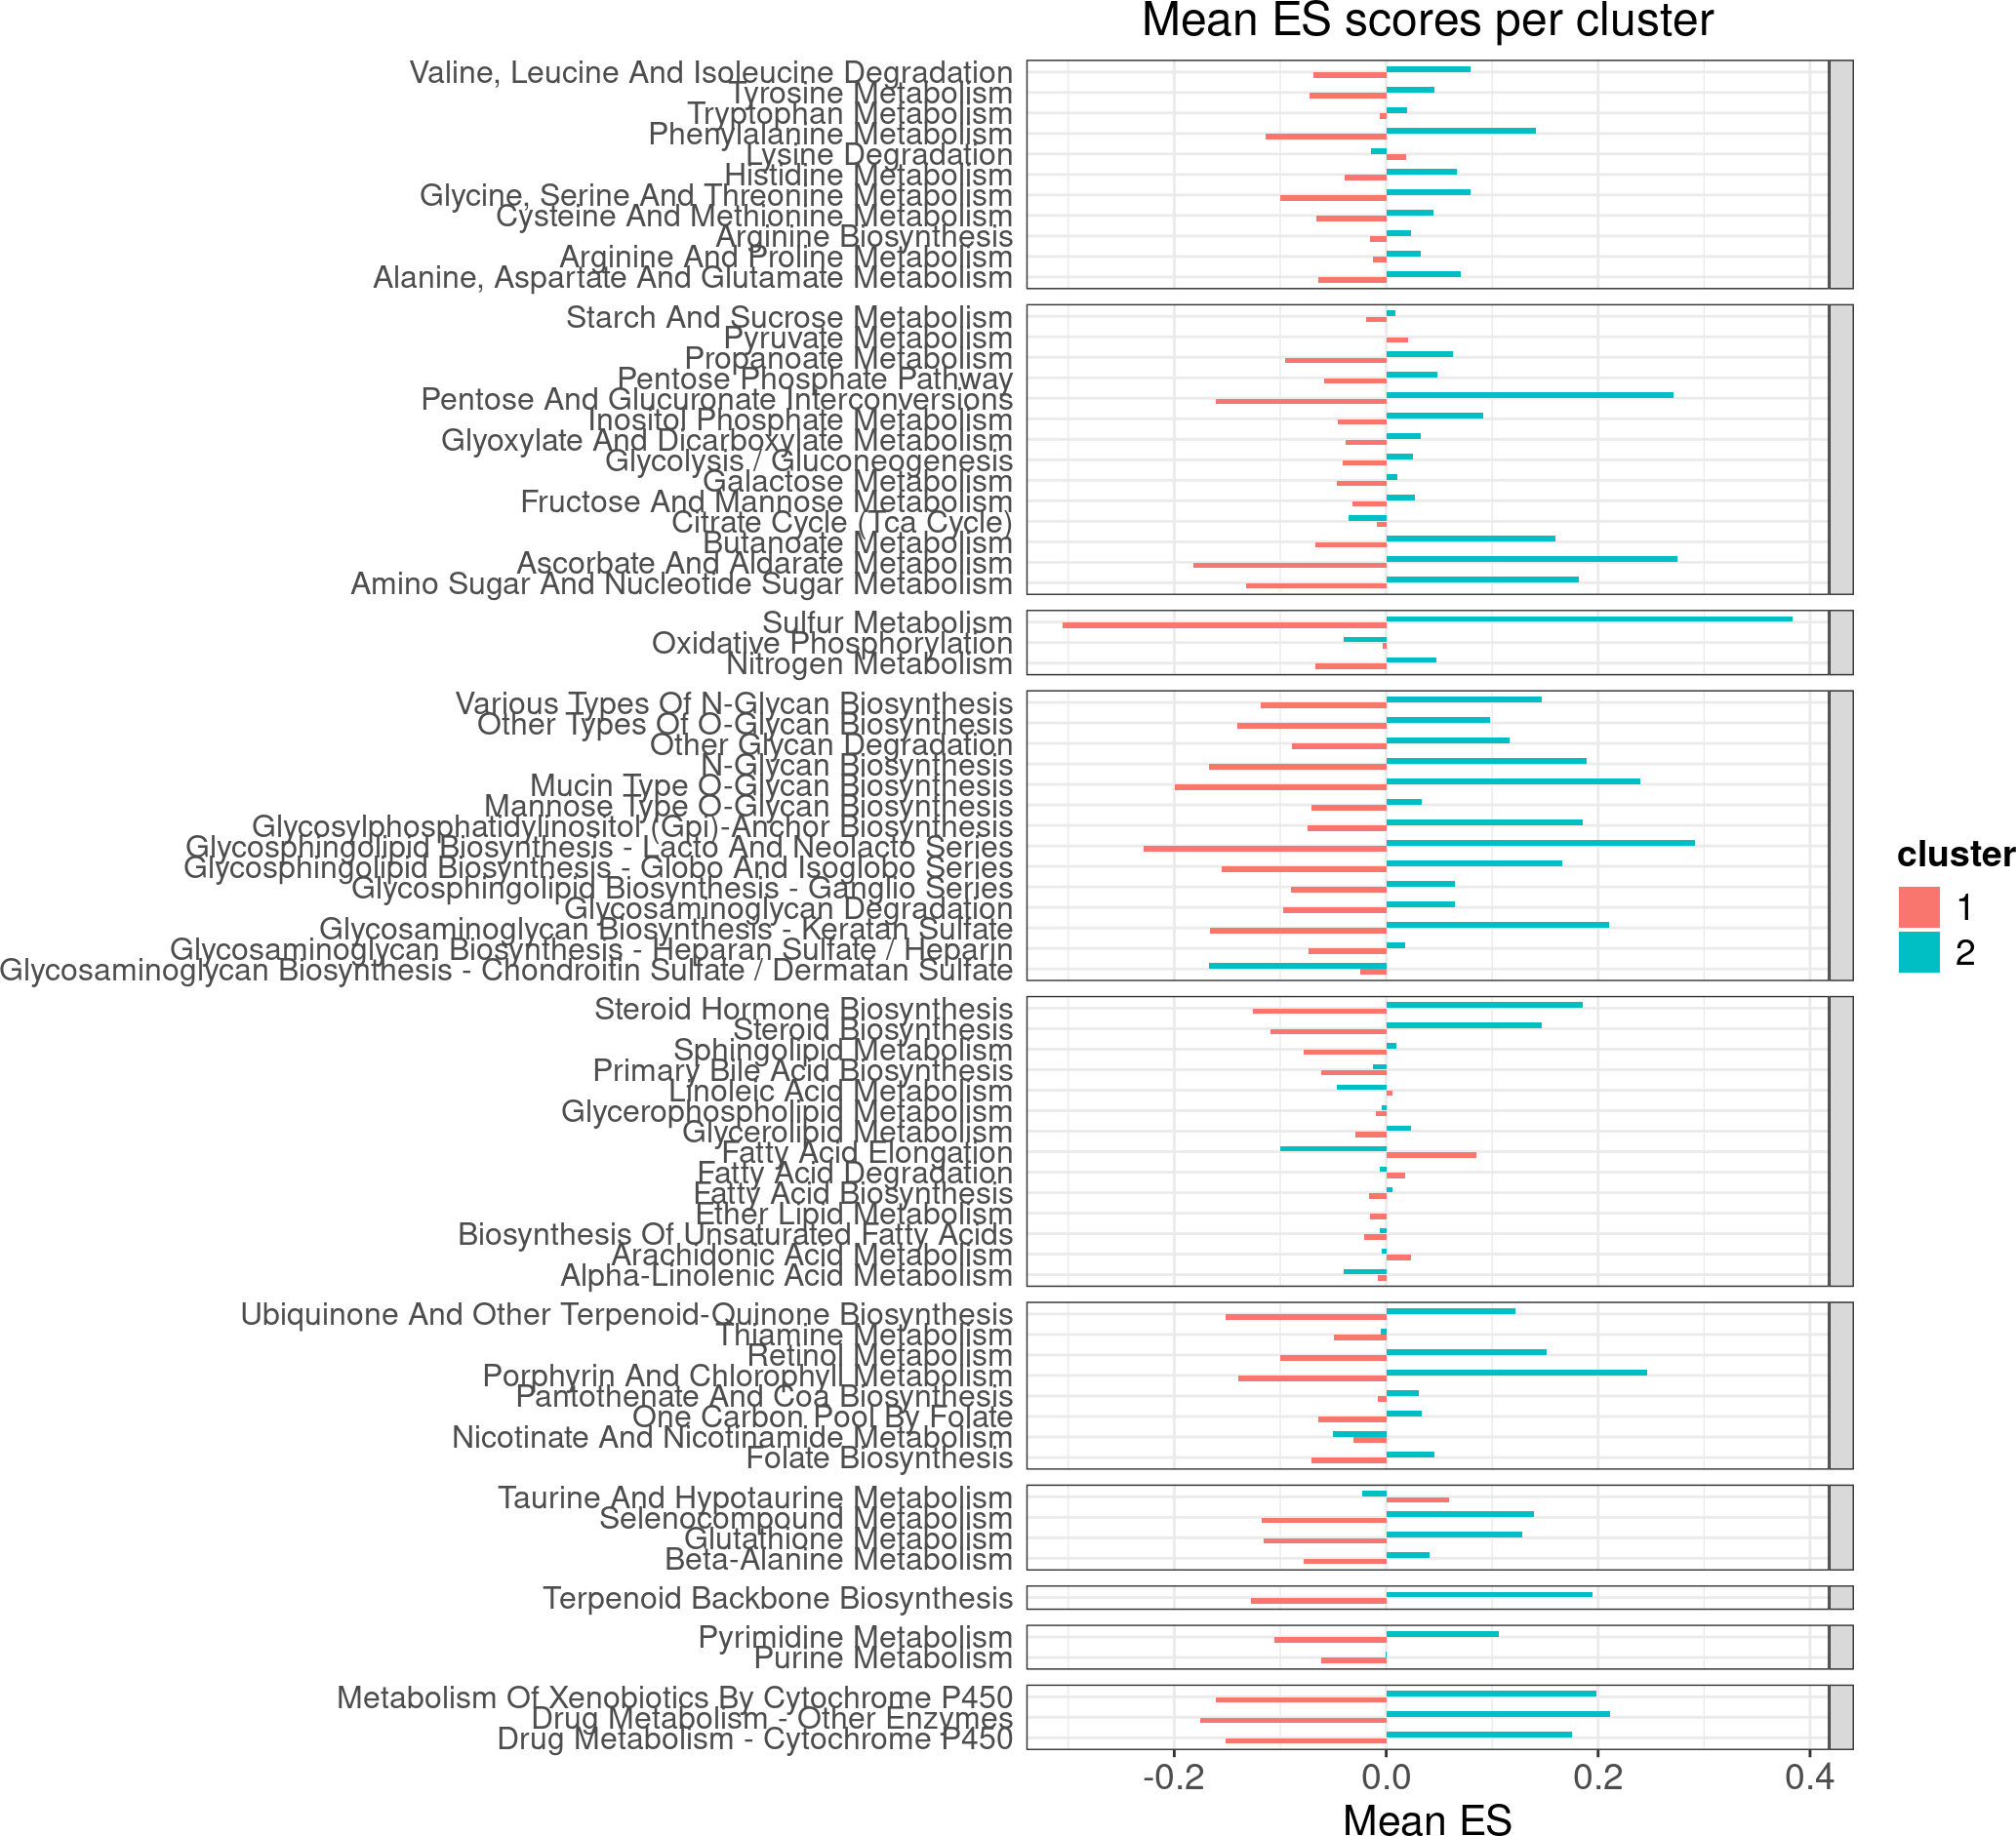 Mean ES scores per cluster
Valine, Leucine And Isoleucine Degradation
Tyrosine Metabolism
Tryptophan Metabolism
Phenylalanine Metabolism
Lysine Degradation
Histidine Metabolism
Glycine, Serine And Threonine Metabolism
Cysteine And Methionine Metabolism
Arginine Biosynthesis
Arginine And Proline Metabolism
Alanine, Aspartate And Glutamate Metabolism
Starch And Sucrose Metabolism
Pyruvate Metabolism
Propanoate Metabolism
Pentose Phosphate Pathway
Pentose And Glucuronate Interconversions
Inositol Phosphate Metabolism
Glyoxylate And Dicarboxylate Metabolism
Glycolysis / Gluconeogenesis
Galactose Metabolism
Fructose And Mannose Metabolism
Citrate Cycle (Tca Cycle)
Butanoate Metabolism
Ascorbate And Aldarate Metabolism
Amino Sugar And Nucleotide Sugar Metabolism
Sulfur Metabolism
Oxidative Phosphorylation
Nitrogen Metabolism
Various Types Of N-Glycan Biosynthesis
Other Types Of O-Glycan Biosynthesis
Other Glycan Degradation
N-Glycan Biosynthesis
Mucin Type O-Glycan Biosynthesis
Mannose Type O-Glycan Biosynthesis
Glycosylphosphatidylinositol (Gpi)-Anchor Biosynthesis
Glycosphingolipid Biosynthesis - Lacto And Neolacto Series
Glycosphingolipid Biosynthesis - Globo And Isoglobo Series
Glycosphingolipid Biosynthesis - Ganglio Series
Glycosaminoglycan Degradation
Glycosaminoglycan Biosynthesis - Keratan Sulfate
Glycosaminoglycan Biosynthesis - Heparan Sulfate / Heparin
Glycosaminoglycan Biosynthesis - Chondroitin Sulfate / Dermatan Sulfate
Steroid Hormone Biosynthesis
Steroid Biosynthesis
Sphingolipid Metabolism
Primary Bile Acid Biosynthesis
Linoleic Acid Metabolism
Glycerophospholipid Metabolism
Glycerolipid Metabolism
Fatty Acid Elongation
Fatty Acid Degradation
Fatty Acid Biosynthesis
Ether Lipid Metabolism
Biosynthesis Of Unsaturated Fatty Acids
Arachidonic Acid Metabolism
Alpha-Linolenic Acid Metabolism
Ubiquinone And Other Terpenoid-Quinone Biosynthesis
Thiamine Metabolism
Retinol Metabolism
Porphyrin And Chlorophyll Metabolism
Pantothenate And Coa Biosynthesis
One Carbon Pool By Folate
Nicotinate And Nicotinamide Metabolism
Folate Biosynthesis
Taurine And Hypotaurine Metabolism
Selenocompound Metabolism
Glutathione Metabolism
Beta-Alanine Metabolism
Terpenoid Backbone Biosynthesis
Pyrimidine Metabolism
Purine Metabolism
Metabolism Of Xenobiotics By Cytochrome P450
Drug Metabolism - Other Enzymes
Drug Metabolism - Cytochrome P450
-0.2 0.0 0.2 0.4
Mean ES
cluster
1
2